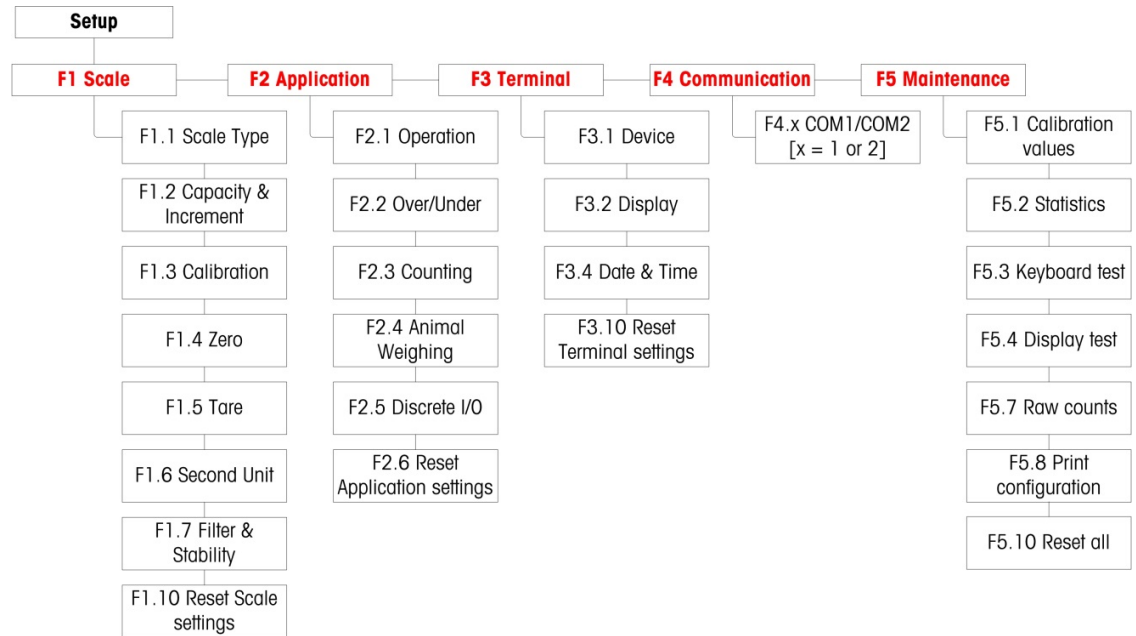 Setup
F1 Scale
F2 Application
F3 Terminal
F4 Communication
F5 Maintenance
F1.1 Scale Type
F1.2 Capacity &
Increment
F1.3 Calibration
F1.4 Zero
F1.5 Tare
F1.6 Second Unit
F1.7 Filter &
Stability
F1.10 Reset Scale
settings
F2.1 Operation
F2.2 Over/Under
F2.3 Counting
F2.4 Animal
Weighing
F2.5 Discrete I/O
F2.6 Reset
Application settings
F3.1 Device
F3.2 Display
F3.4 Date & Time
F3.10 Reset
Terminal settings
F4.x COM1/COM2
[x = 1 or 2]
F5.1 Calibration
values
F5.2 Statistics
F5.3 Keyboard test
F5.4 Display test
F5.7 Raw counts
F5.8 Print
configuration
F5.10 Reset all